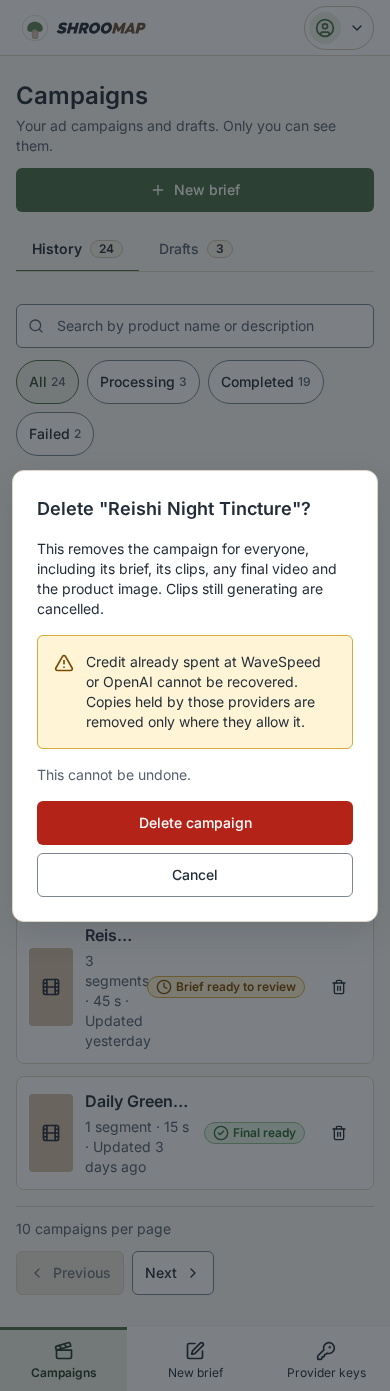 SHROOMAP
Campaigns
Your ad campaigns and drafts. Only you can see
them.
New brief
History 24 Drafts 3
Search by product name or description
All 24 Processing 3 Completed 19
Failed 2
Delete "Reishi Night Tincture"?
This removes the campaign for everyone,
including its brief, its clips, any final video and
the product image. Clips still generating are
cancelled.
Credit already spent at WaveSpeed
or OpenAI cannot be recovered.
Copies held by those providers are
removed only where they allow it.
This cannot be undone.
Delete campaign
Cancel
Reis...
3
segments
· 45 s ·
Updated
yesterday
Brief ready to review
Daily Green...
1 segment · 15 s
· Updated 3
days ago
Final ready
10 campaigns per page
Previous Next
Campaigns New brief Provider keys